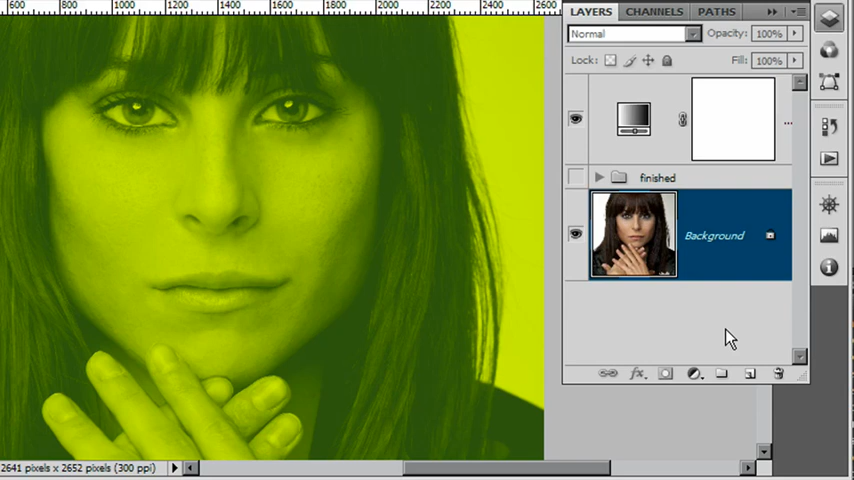 600 800 1000 1200 1400 1600 1800 2000 2200 2400 2600
LAYERS CHANNELS PATHS
Normal Opacity: 100%
Lock: Fill: 100%
...
finished
Background
fx
2641 pixels x 2652 pixels (300 ppi)